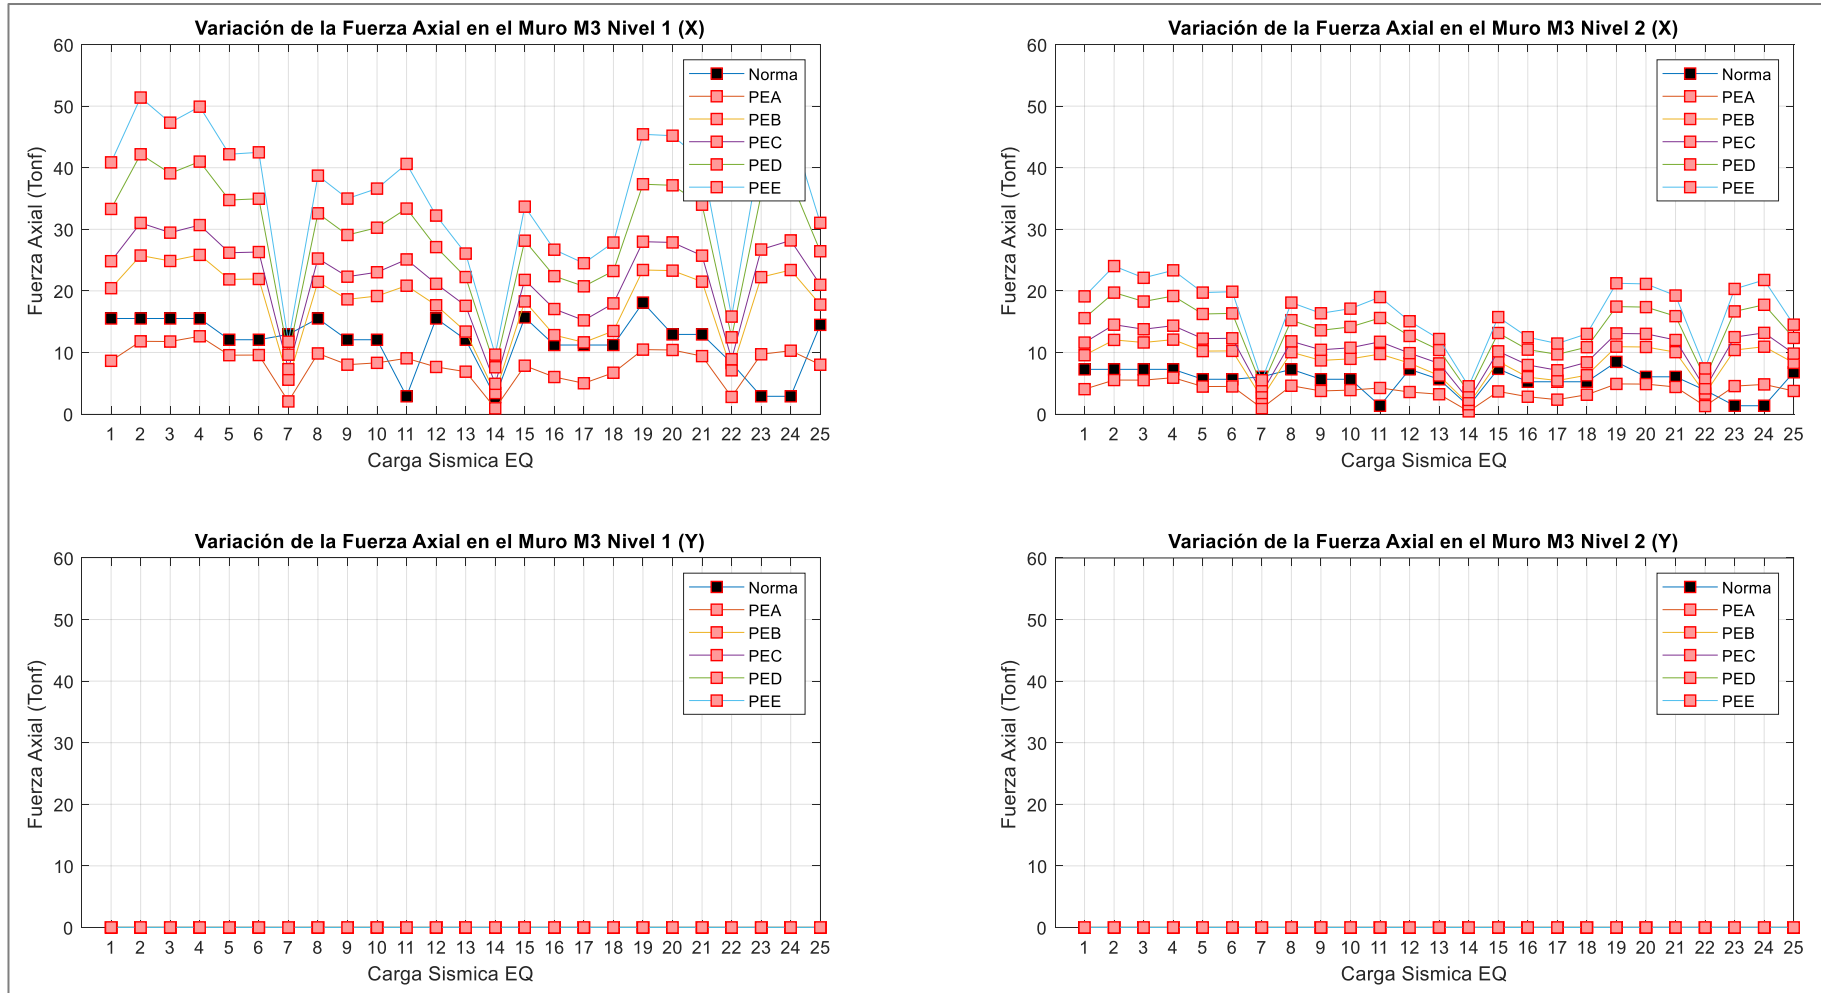 Variación de la Fuerza Axial en el Muro M3 Nivel 1 (X)
60
50
40
30
20
10
0
Fuerza Axial (Tonf)
Norma
PEA
PEB
PEC
PED
PEE
1 2 3 4 5 6 7 8 9 10 11 12 13 14 15 16 17 18 19 20 21 22 23 24 25
Carga Sismica EQ
Variación de la Fuerza Axial en el Muro M3 Nivel 2 (X)
60
50
40
30
20
10
0
Fuerza Axial (Tonf)
Norma
PEA
PEB
PEC
PED
PEE
1 2 3 4 5 6 7 8 9 10 11 12 13 14 15 16 17 18 19 20 21 22 23 24 25
Carga Sismica EQ
Variación de la Fuerza Axial en el Muro M3 Nivel 1 (Y)
60
50
40
30
20
10
0
Fuerza Axial (Tonf)
Norma
PEA
PEB
PEC
PED
PEE
1 2 3 4 5 6 7 8 9 10 11 12 13 14 15 16 17 18 19 20 21 22 23 24 25
Carga Sismica EQ
Variación de la Fuerza Axial en el Muro M3 Nivel 2 (Y)
60
50
40
30
20
10
0
Fuerza Axial (Tonf)
Norma
PEA
PEB
PEC
PED
PEE
1 2 3 4 5 6 7 8 9 10 11 12 13 14 15 16 17 18 19 20 21 22 23 24 25
Carga Sismica EQ